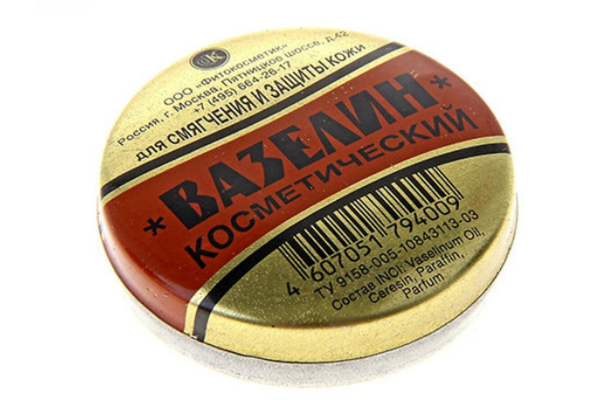 К
ООО «Фитокосметик»
Россия, г. Москва, Пятницкое шоссе, д.42
+7 (495) 664-26-17
ДЛЯ СМЯГЧЕНИЯ И ЗАЩИТЫ КОЖИ
* ВАЗЕЛИН *
КОСМЕТИЧЕСКИЙ
4 607051 794009
ТУ 9158-005-10843113-03
Состав INCI: Vaselinum Oil,
Ceresin, Paraffin,
Parfum